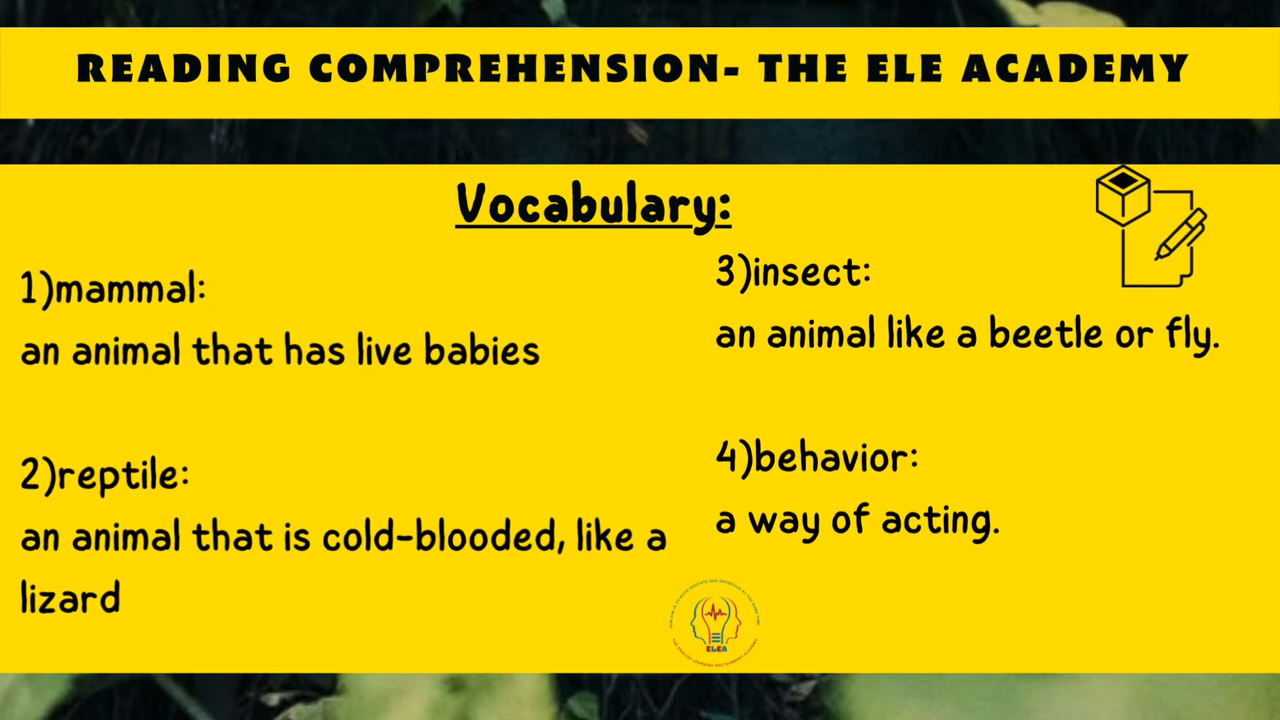 READING COMPREHENSION- THE ELE ACADEMY
Vocabulary:
1)mammal:
an animal that has live babies
2)reptile:
an animal that is cold-blooded, like a
lizard
3)insect:
an animal like a beetle or fly.
4)behavior:
a way of acting.
ELEA